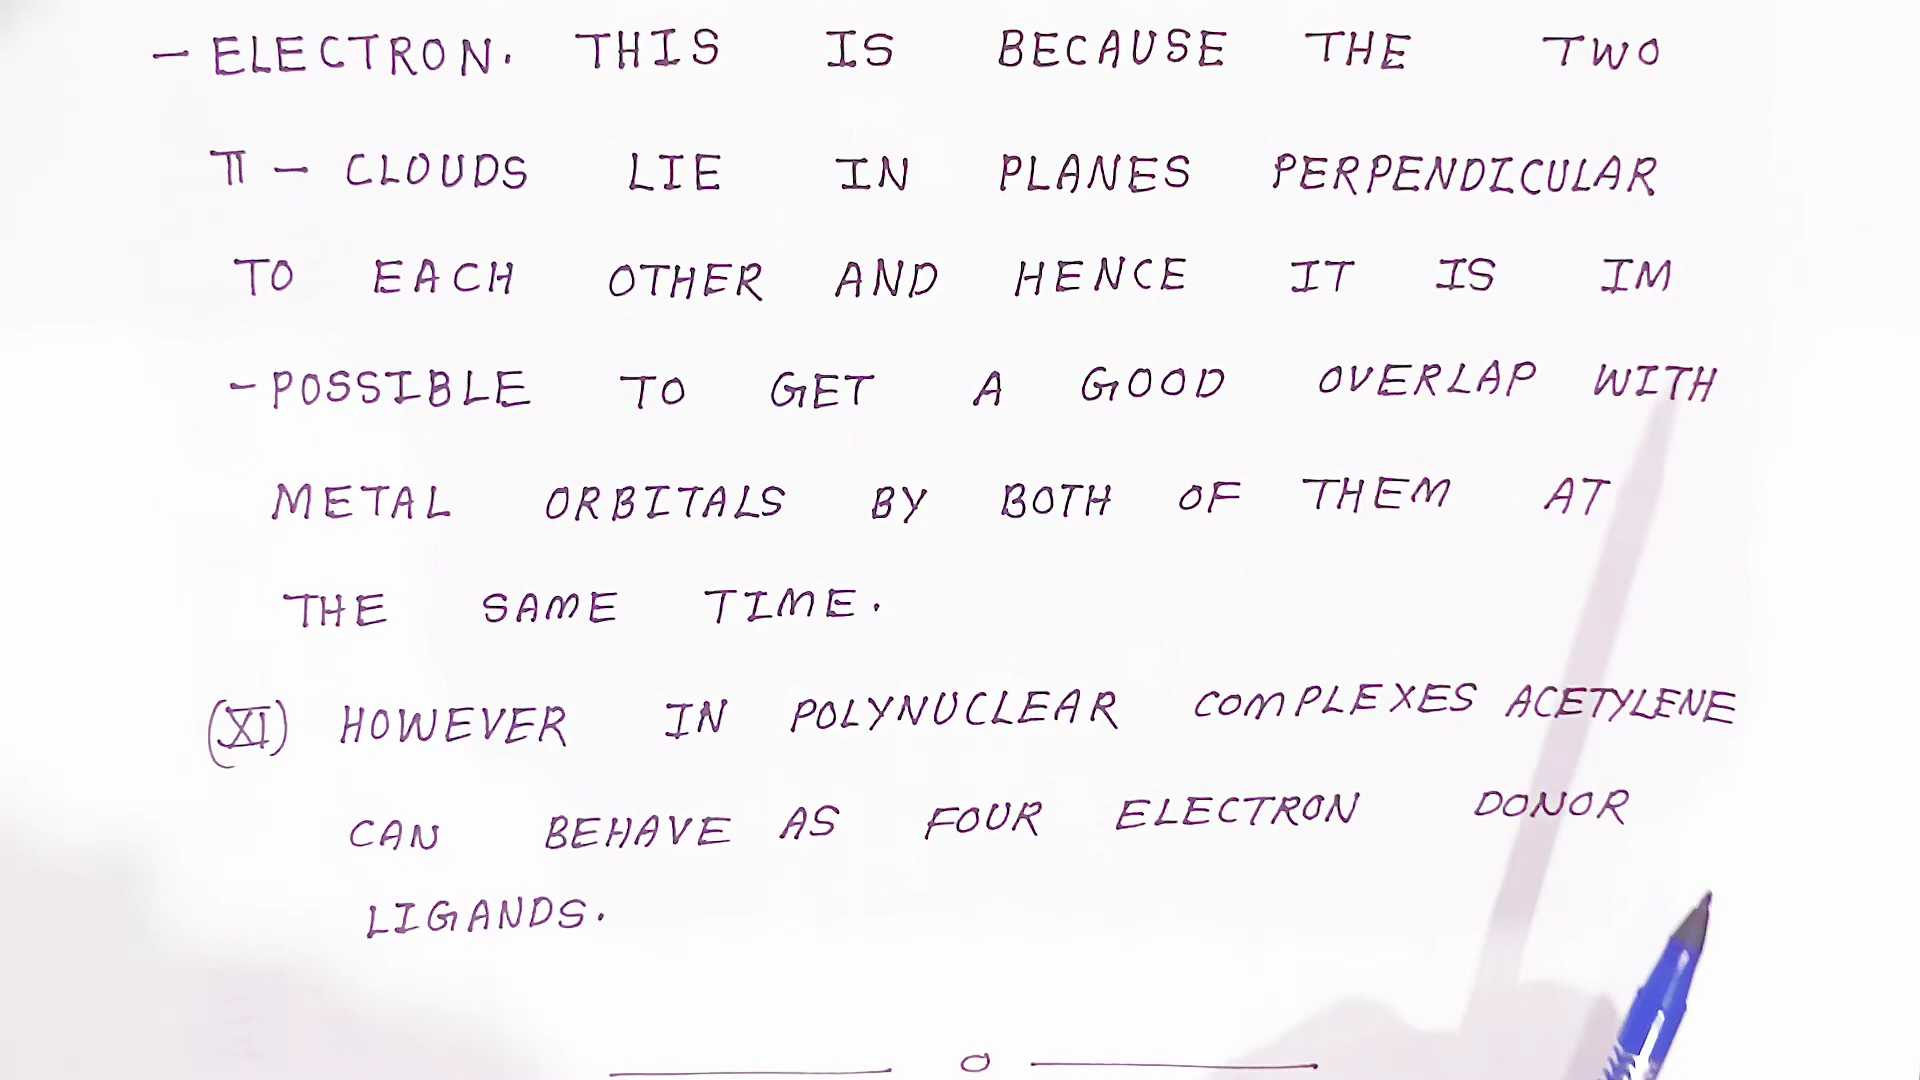 - ELECTRON. THIS IS BECAUSE THE TWO
π - CLOUDS LIE IN PLANES PERPENDICULAR
TO EACH OTHER AND HENCE IT IS IM
-POSSIBLE TO GET A GOOD OVERLAP WITH
METAL ORBITALS BY BOTH OF THEM AT
THE SAME TIME.
(XI) HOWEVER IN POLYNUCLEAR COMPLEXES ACETYLENE
CAN BEHAVE AS FOUR ELECTRON DONOR
LIGANDS.